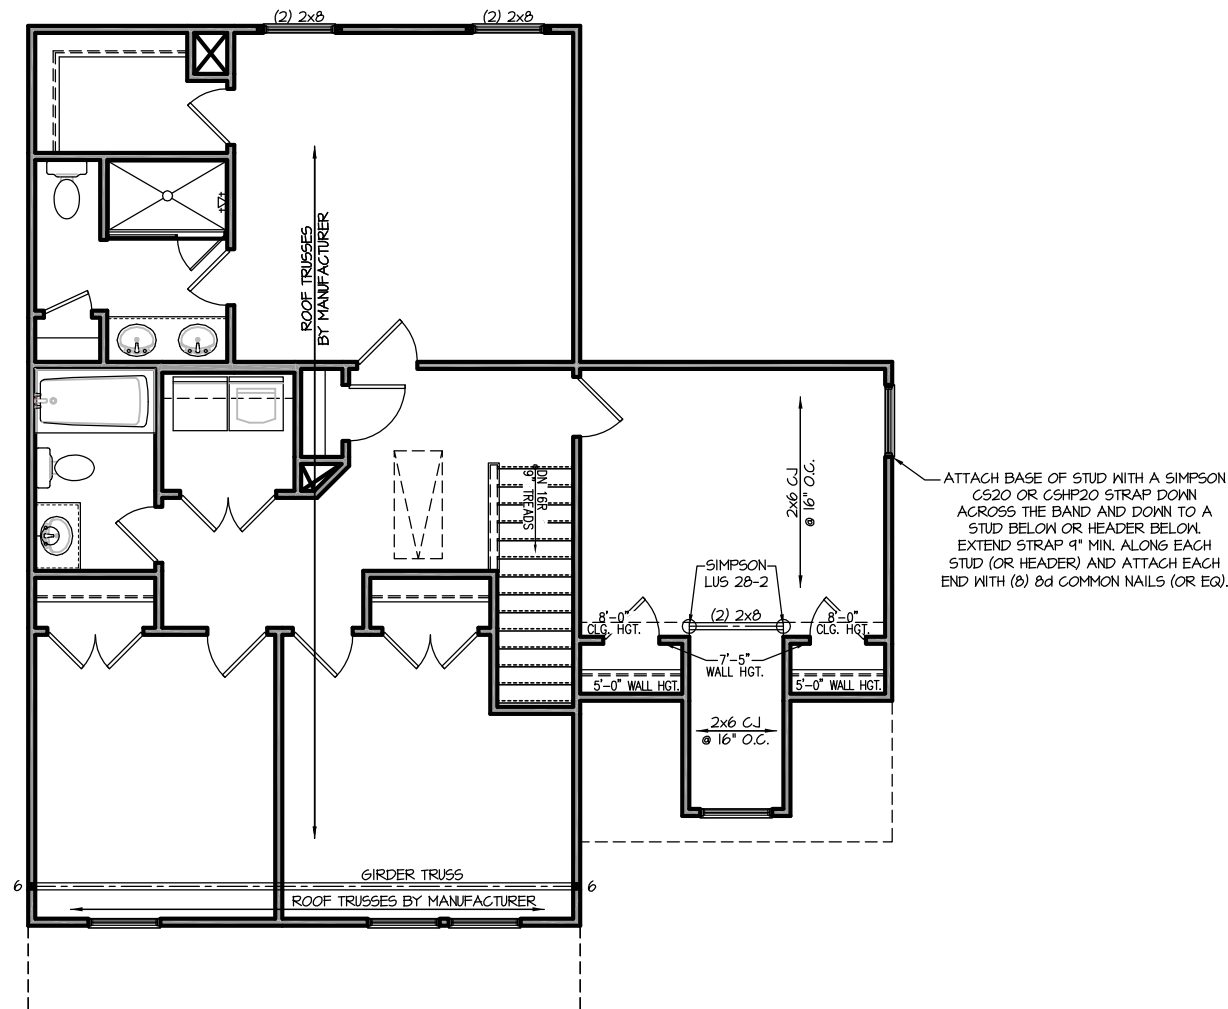 (2) 2x8
(2) 2x8
ROOF TRUSSES
BY MANUFACTURER
DN 16R
9" TREADS
2x6 CJ
@ 16" O.C.
ATTACH BASE OF STUD WITH A SIMPSON
CS20 OR CSHP20 STRAP DOWN
ACROSS THE BAND AND DOWN TO A
STUD BELOW OR HEADER BELOW.
EXTEND STRAP 9" MIN. ALONG EACH
STUD (OR HEADER) AND ATTACH EACH
END WITH (8) 8d COMMON NAILS (OR EQ).
SIMPSON
LUS 28-2
8'-0"
CLG. HGT.
(2) 2x8
8'-0"
CLG. HGT.
7'-5"
WALL HGT.
5'-0" WALL HGT.
5'-0" WALL HGT.
2x6 CJ
@ 16" O.C.
GIRDER TRUSS
6
6
ROOF TRUSSES BY MANUFACTURER